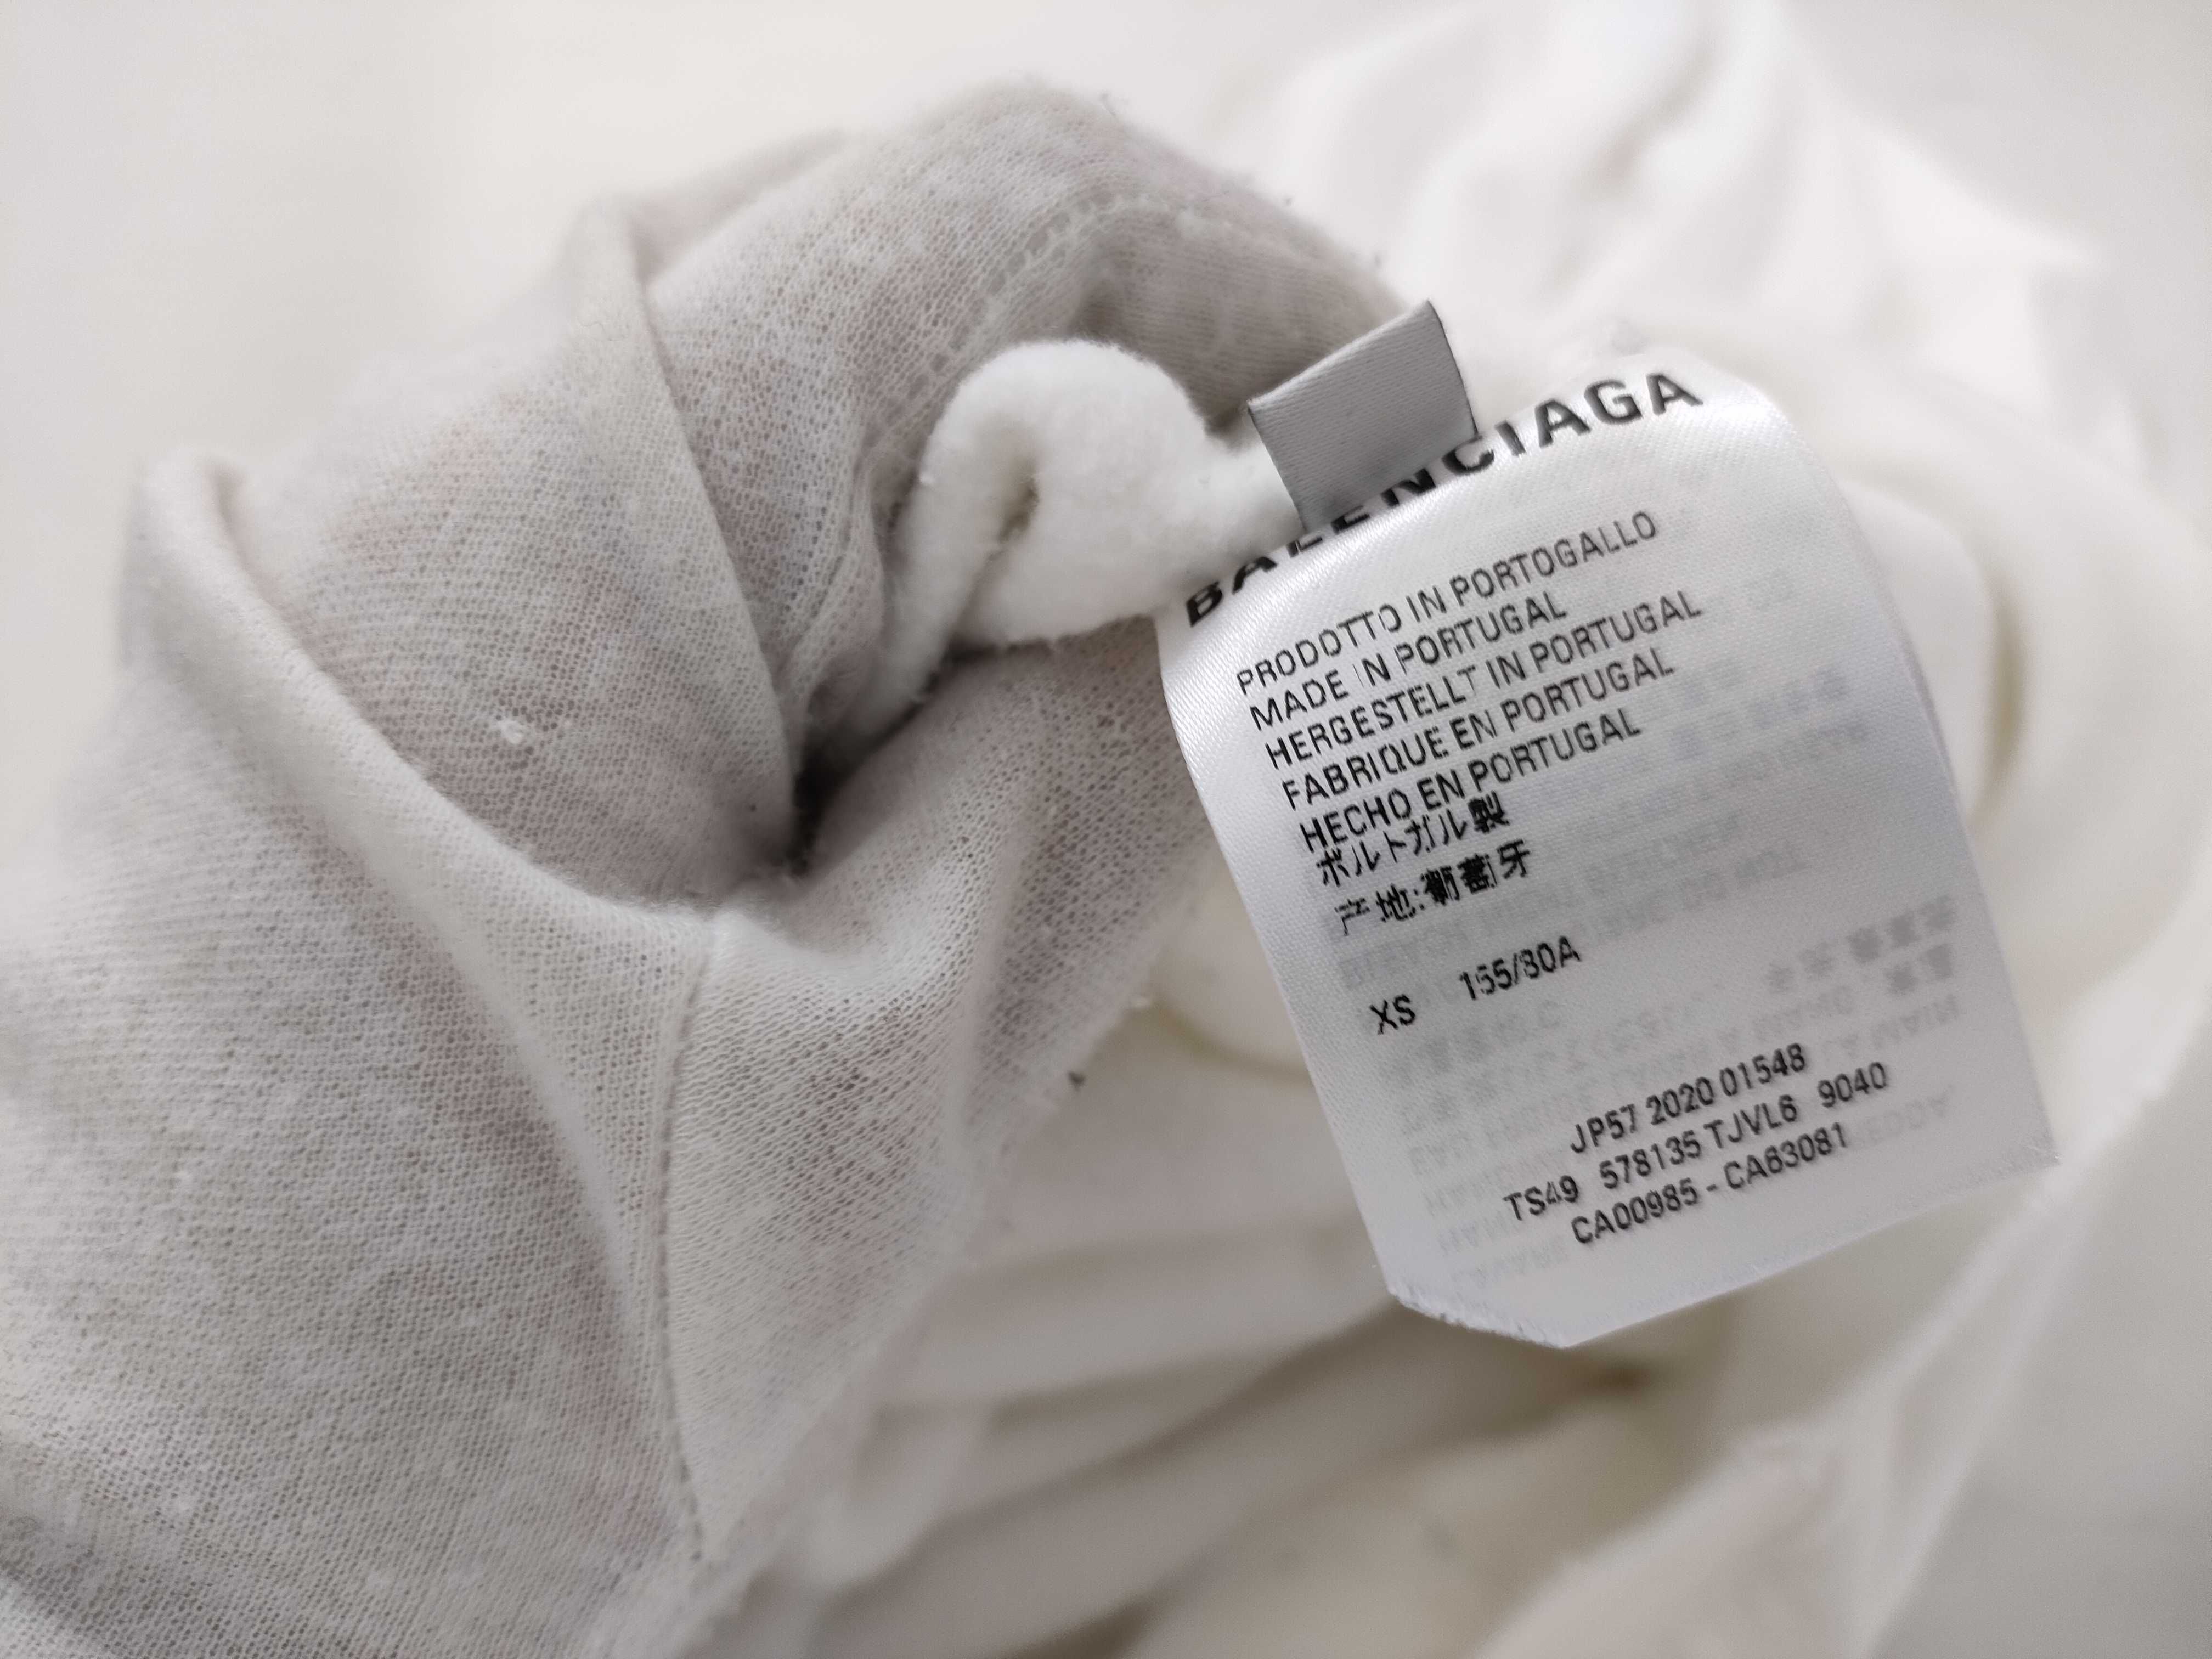 BALENCIAGA
PRODOTTO IN PORTOGALLO
MADE IN PORTUGAL
HERGESTELLT IN PORTUGAL
FABRIQUE EN PORTUGAL
HECHO EN PORTUGAL
ポルトガル製
产地:葡萄牙
XS 165/80A
JP57 2020 01548
TS49 578135 TJVL6 9040
CA00985 - CA63081